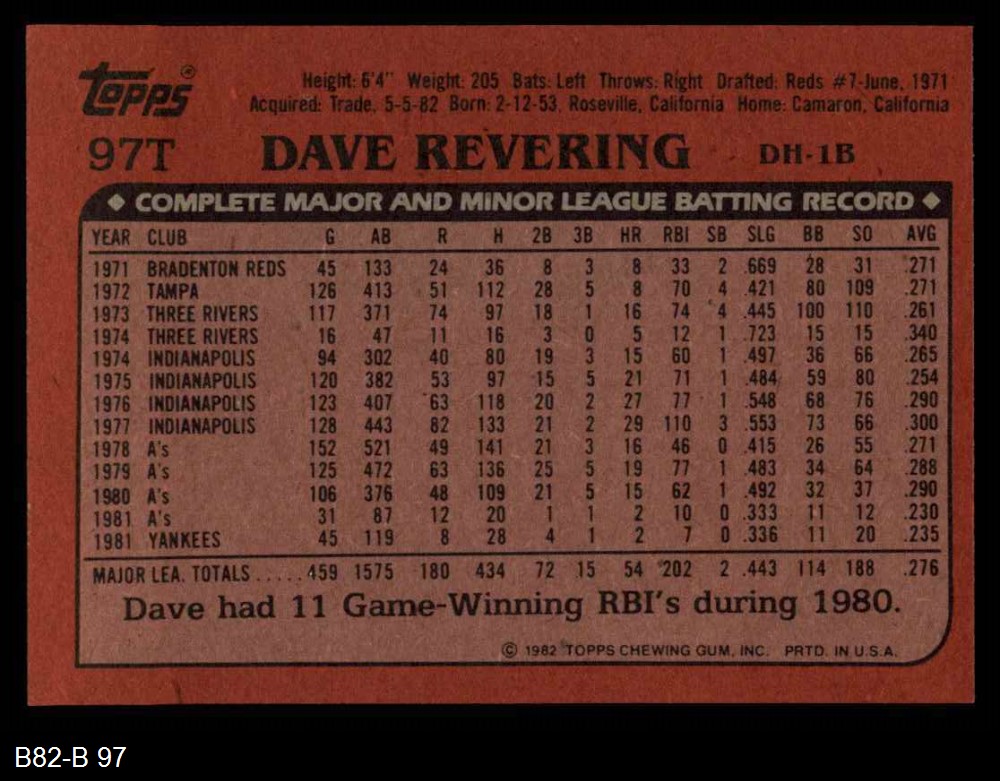 Topps®
Height: 6'4" Weight: 205 Bats: Left Throws: Right Drafted: Reds #7-June, 1971
Acquired: Trade, 5-5-82 Born: 2-12-53, Roseville, California Home: Camaron, California
97T DAVE REVERING DH-1B
◆ COMPLETE MAJOR AND MINOR LEAGUE BATTING RECORD ◆
YEAR CLUB G AB R H 2B 3B HR RBI SB SLG BB SO AVG
1971 BRADENTON REDS 45 133 24 36 8 3 8 33 2 .669 28 31 .271
1972 TAMPA 126 413 51 112 28 5 8 70 4 .421 80 109 .271
1973 THREE RIVERS 117 371 74 97 18 1 16 74 4 .445 100 110 .261
1974 THREE RIVERS 16 47 11 16 3 0 5 12 1 .723 15 15 .340
1974 INDIANAPOLIS 94 302 40 80 19 3 15 60 1 .497 36 66 .265
1975 INDIANAPOLIS 120 382 53 97 15 5 21 71 1 .484 59 80 .254
1976 INDIANAPOLIS 123 407 63 118 20 2 27 77 1 .548 68 76 .290
1977 INDIANAPOLIS 128 443 82 133 21 2 29 110 3 .553 73 66 .300
1978 A's 152 521 49 141 21 3 16 46 0 .415 26 55 .271
1979 A's 125 472 63 136 25 5 19 77 1 .483 34 64 .288
1980 A's 106 376 48 109 21 5 15 62 1 .492 32 37 .290
1981 A's 31 87 12 20 1 1 2 10 0 .333 11 12 .230
1981 YANKEES 45 119 8 28 4 1 2 7 0 .336 11 20 .235
MAJOR LEA. TOTALS.....459 1575 180 434 72 15 54 202 2 .443 114 188 .276
Dave had 11 Game-Winning RBI's during 1980.
© 1982 TOPPS CHEWING GUM, INC. PRTD. IN U.S.A.
B82-B 97